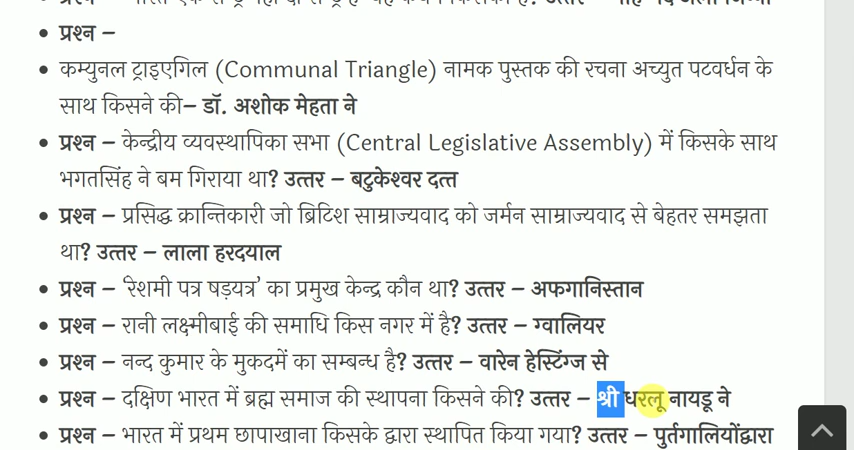 प्रश्न –
कम्युनल ट्राइएगिल (Communal Triangle) नामक पुस्तक की रचना अच्युत पटवर्धन के
साथ किसने की– डॉ. अशोक मेहता ने
प्रश्न – केन्द्रीय व्यवस्थापिका सभा (Central Legislative Assembly) में किसके साथ
भगतसिंह ने बम गिराया था? उत्तर – बटुकेश्वर दत्त
प्रश्न – प्रसिद्ध क्रान्तिकारी जो ब्रिटिश साम्राज्यवाद को जर्मन साम्राज्यवाद से बेहतर समझता
था? उत्तर – लाला हरदयाल
प्रश्न – ‘रेशमी पत्र षड़यत्र’ का प्रमुख केन्द्र कौन था? उत्तर – अफगानिस्तान
प्रश्न – रानी लक्ष्मीबाई की समाधि किस नगर में है? उत्तर – ग्वालियर
प्रश्न – नन्द कुमार के मुकदमें का सम्बन्ध है? उत्तर – वारेन हेस्टिंग्ज से
प्रश्न – दक्षिण भारत में ब्रह्म समाज की स्थापना किसने की? उत्तर – श्री धरलू नायडू ने
प्रश्न – भारत में प्रथम छापाखाना किसके द्वारा स्थापित किया गया? उत्तर – पुर्तगालियोंद्वारा